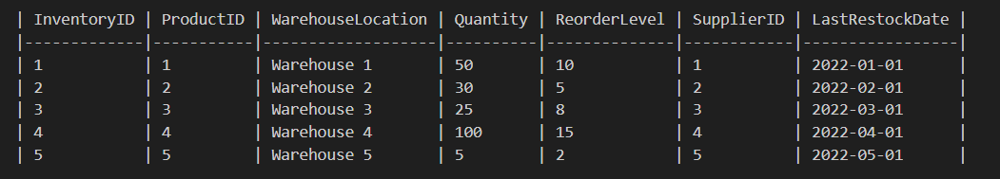 | InventoryID | ProductID | WarehouseLocation | Quantity | ReorderLevel | SupplierID | LastRestockDate |
|-------------|-----------|-------------------|----------|--------------|------------|-----------------|
| 1           | 1         | Warehouse 1       | 50       | 10           | 1          | 2022-01-01      |
| 2           | 2         | Warehouse 2       | 30       | 5            | 2          | 2022-02-01      |
| 3           | 3         | Warehouse 3       | 25       | 8            | 3          | 2022-03-01      |
| 4           | 4         | Warehouse 4       | 100      | 15           | 4          | 2022-04-01      |
| 5           | 5         | Warehouse 5       | 5        | 2            | 5          | 2022-05-01      |